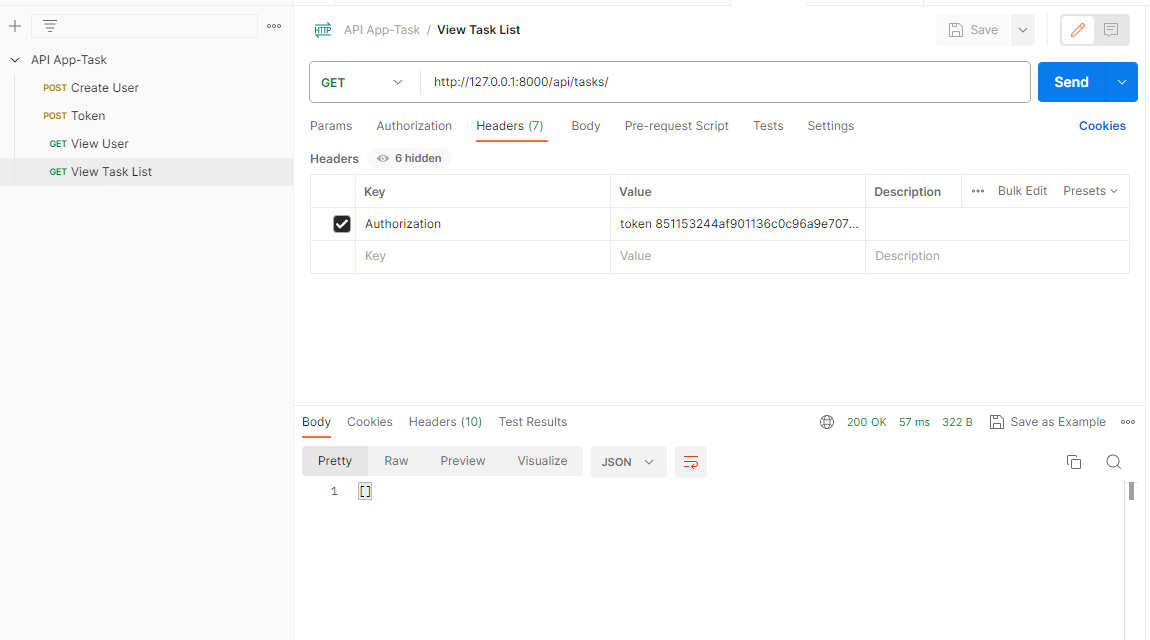 API App-Task / View Task List
Save
API App-Task
POST Create User
POST Token
GET View User
GET View Task List
GET http://127.0.0.1:8000/api/tasks/
Send
Params Authorization Headers (7) Body Pre-request Script Tests Settings Cookies
Headers 6 hidden
Key Value Description ••• Bulk Edit Presets
Authorization token 851153244af901136c0c96a9e707...
Key Value Description
Body Cookies Headers (10) Test Results 200 OK 57 ms 322 B Save as Example
Pretty Raw Preview Visualize JSON
1 []